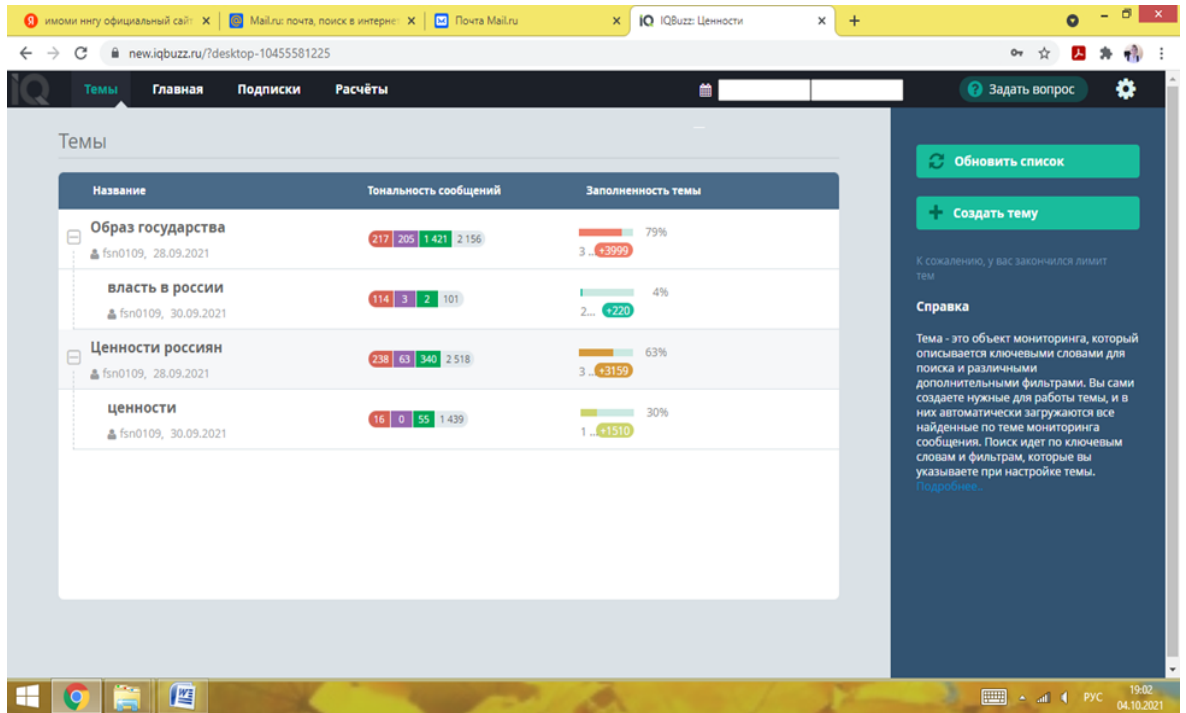 имоми ннгу официальный сайт
Mail.ru: почта, поиск в интернет
Почта Mail.ru
IQBuzz: Ценности
new.iqbuzz.ru/?desktop-10455581225
IQ Темы Главная Подписки Расчёты Задать вопрос
Темы
Название Тональность сообщений Заполненность темы
Образ государства 217 205 1 421 2 156 79%
fsn0109, 28.09.2021 3 ... +3999
власть в россии 114 3 2 101 4%
fsn0109, 30.09.2021 2... +220
Ценности россиян 238 63 340 2 518 63%
fsn0109, 28.09.2021 3 ... +3159
ценности 16 0 55 1 439 30%
fsn0109, 30.09.2021 1 ... +1510
Обновить список
Создать тему
К сожалению, у вас закончился лимит
тем
Справка
Тема - это объект мониторинга, который
описывается ключевыми словами для
поиска и различными
дополнительными фильтрами. Вы сами
создаете нужные для работы темы, и в
них автоматически загружаются все
найденные по теме мониторинга
сообщения. Поиск идет по ключевым
словам и фильтрам, которые вы
указываете при настройке темы.
Подробнее..
РУС
19:02
04.10.2021